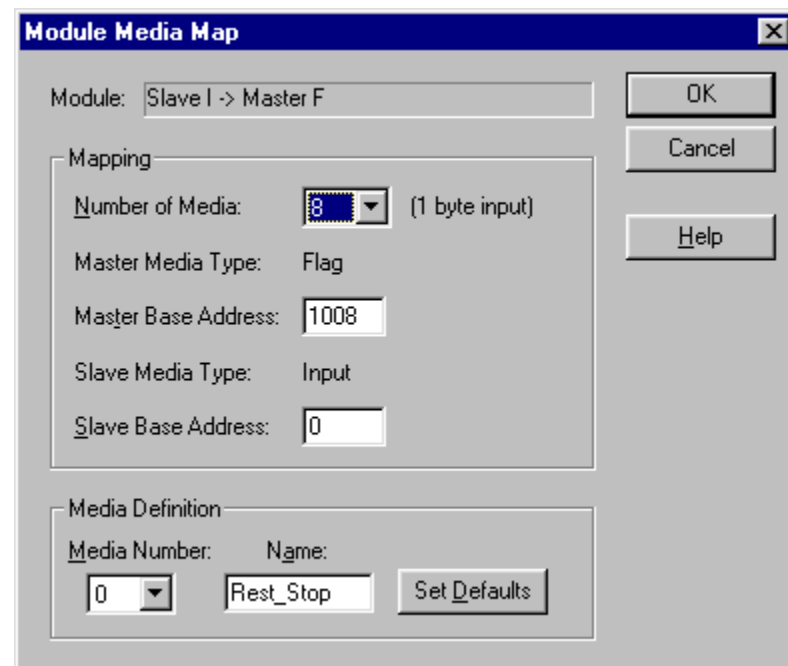 Module Media Map
Module: Slave I -> Master F
OK
Cancel
Help
Mapping
Number of Media: 8 (1 byte input)
Master Media Type: Flag
Master Base Address: 1008
Slave Media Type: Input
Slave Base Address: 0
Media Definition
Media Number: Name:
0 Rest_Stop Set Defaults